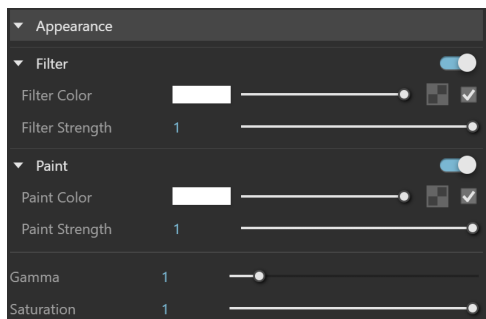 Appearance
Filter
Filter Color
Filter Strength 1
Paint
Paint Color
Paint Strength 1
Gamma 1
Saturation 1